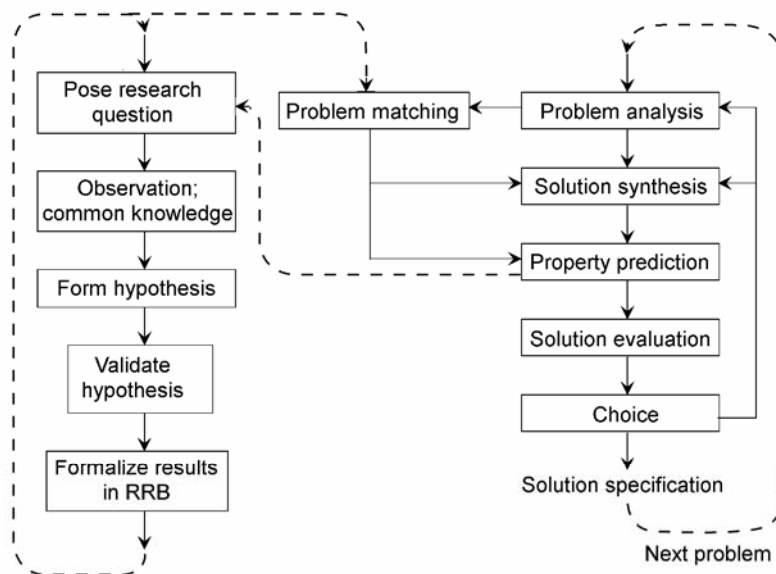 Pose research
question
Observation;
common knowledge
Form hypothesis
Validate
hypothesis
Formalize results
in RRB
Problem matching
Problem analysis
Solution synthesis
Property prediction
Solution evaluation
Choice
Solution specification
Next problem